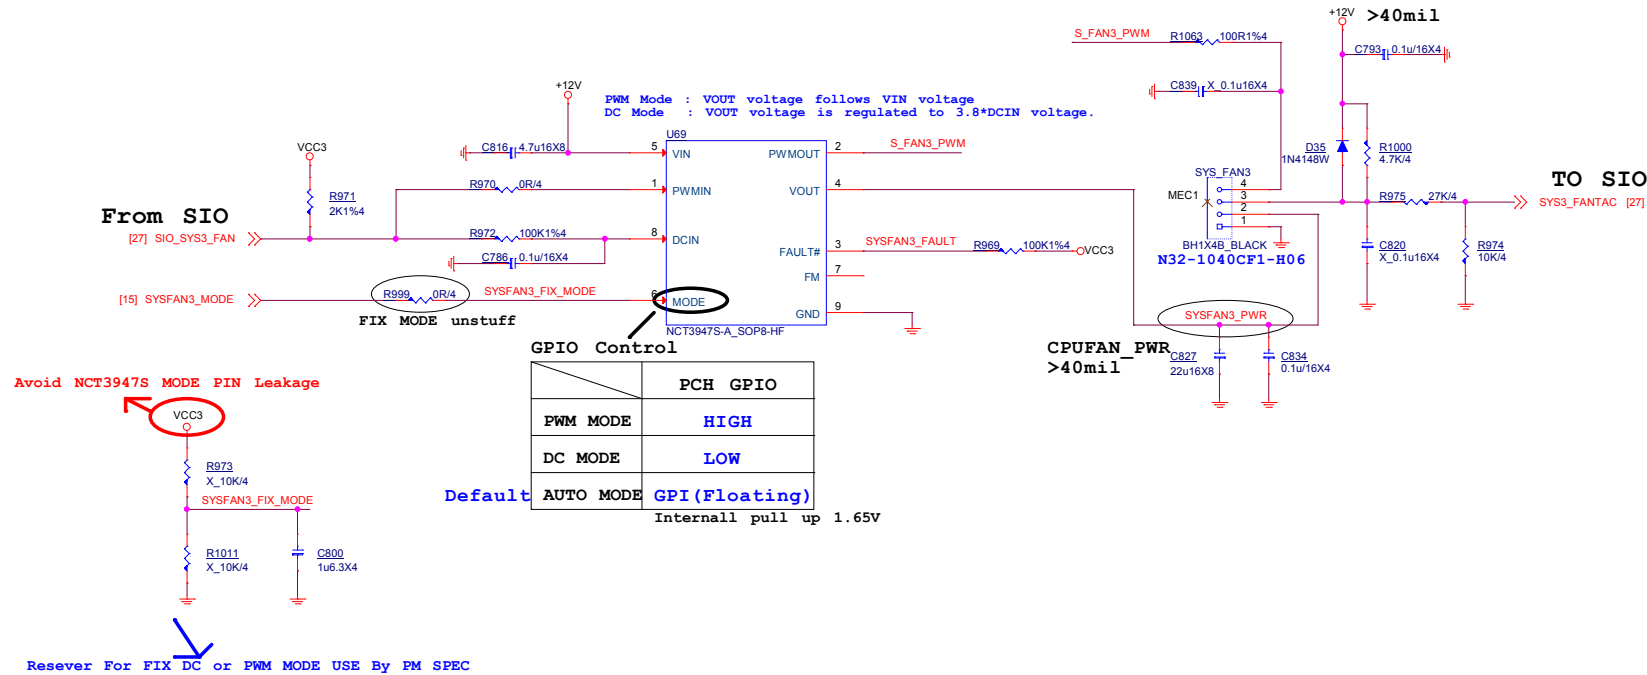 +12V >40mil
S_FAN3_PWM R1063 100R1%4
C793 0.1u/16X4
+12V
C839 X_0.1u16X4
PWM Mode : VOUT voltage follows VIN voltage
DC Mode : VOUT voltage is regulated to 3.8*DCIN voltage.
U69
VCC3
C816 4.7u16X8 5 VIN PWMOUT 2 S_FAN3_PWM
D35
1N4148W
R1000
4.7K/4
SYS_FAN3
R971
2K1%4
R970 0R/4 1 PWMIN VOUT 4
MEC1
4
3
2
1
R975 27K/4
TO SIO
SYS3_FANTAC [27]
From SIO
[27] SIO_SYS3_FAN
R972 100K1%4 8 DCIN
SYSFAN3_FAULT R969 100K1%4 VCC3
FAULT# 3
C786 0.1u/16X4
BH1X4B_BLACK
N32-1040CF1-H06
C820
X_0.1u16X4
R974
10K/4
FM 7
[15] SYSFAN3_MODE R999 0R/4 SYSFAN3_FIX_MODE 6 MODE
FIX MODE unstuff
GND 9
SYSFAN3_PWR
NCT3947S-A_SOP8-HF
GPIO Control
CPUFAN_PWR
>40mil
C827
22u16X8
C834
0.1u/16X4
PCH GPIO
PWM MODE HIGH
DC MODE LOW
Default AUTO MODE GPI(Floating)
Internall pull up 1.65V
Avoid NCT3947S MODE PIN Leakage
VCC3
R973
X_10K/4
SYSFAN3_FIX_MODE
R1011
X_10K/4
C800
1u6.3X4
Resever For FIX DC or PWM MODE USE By PM SPEC